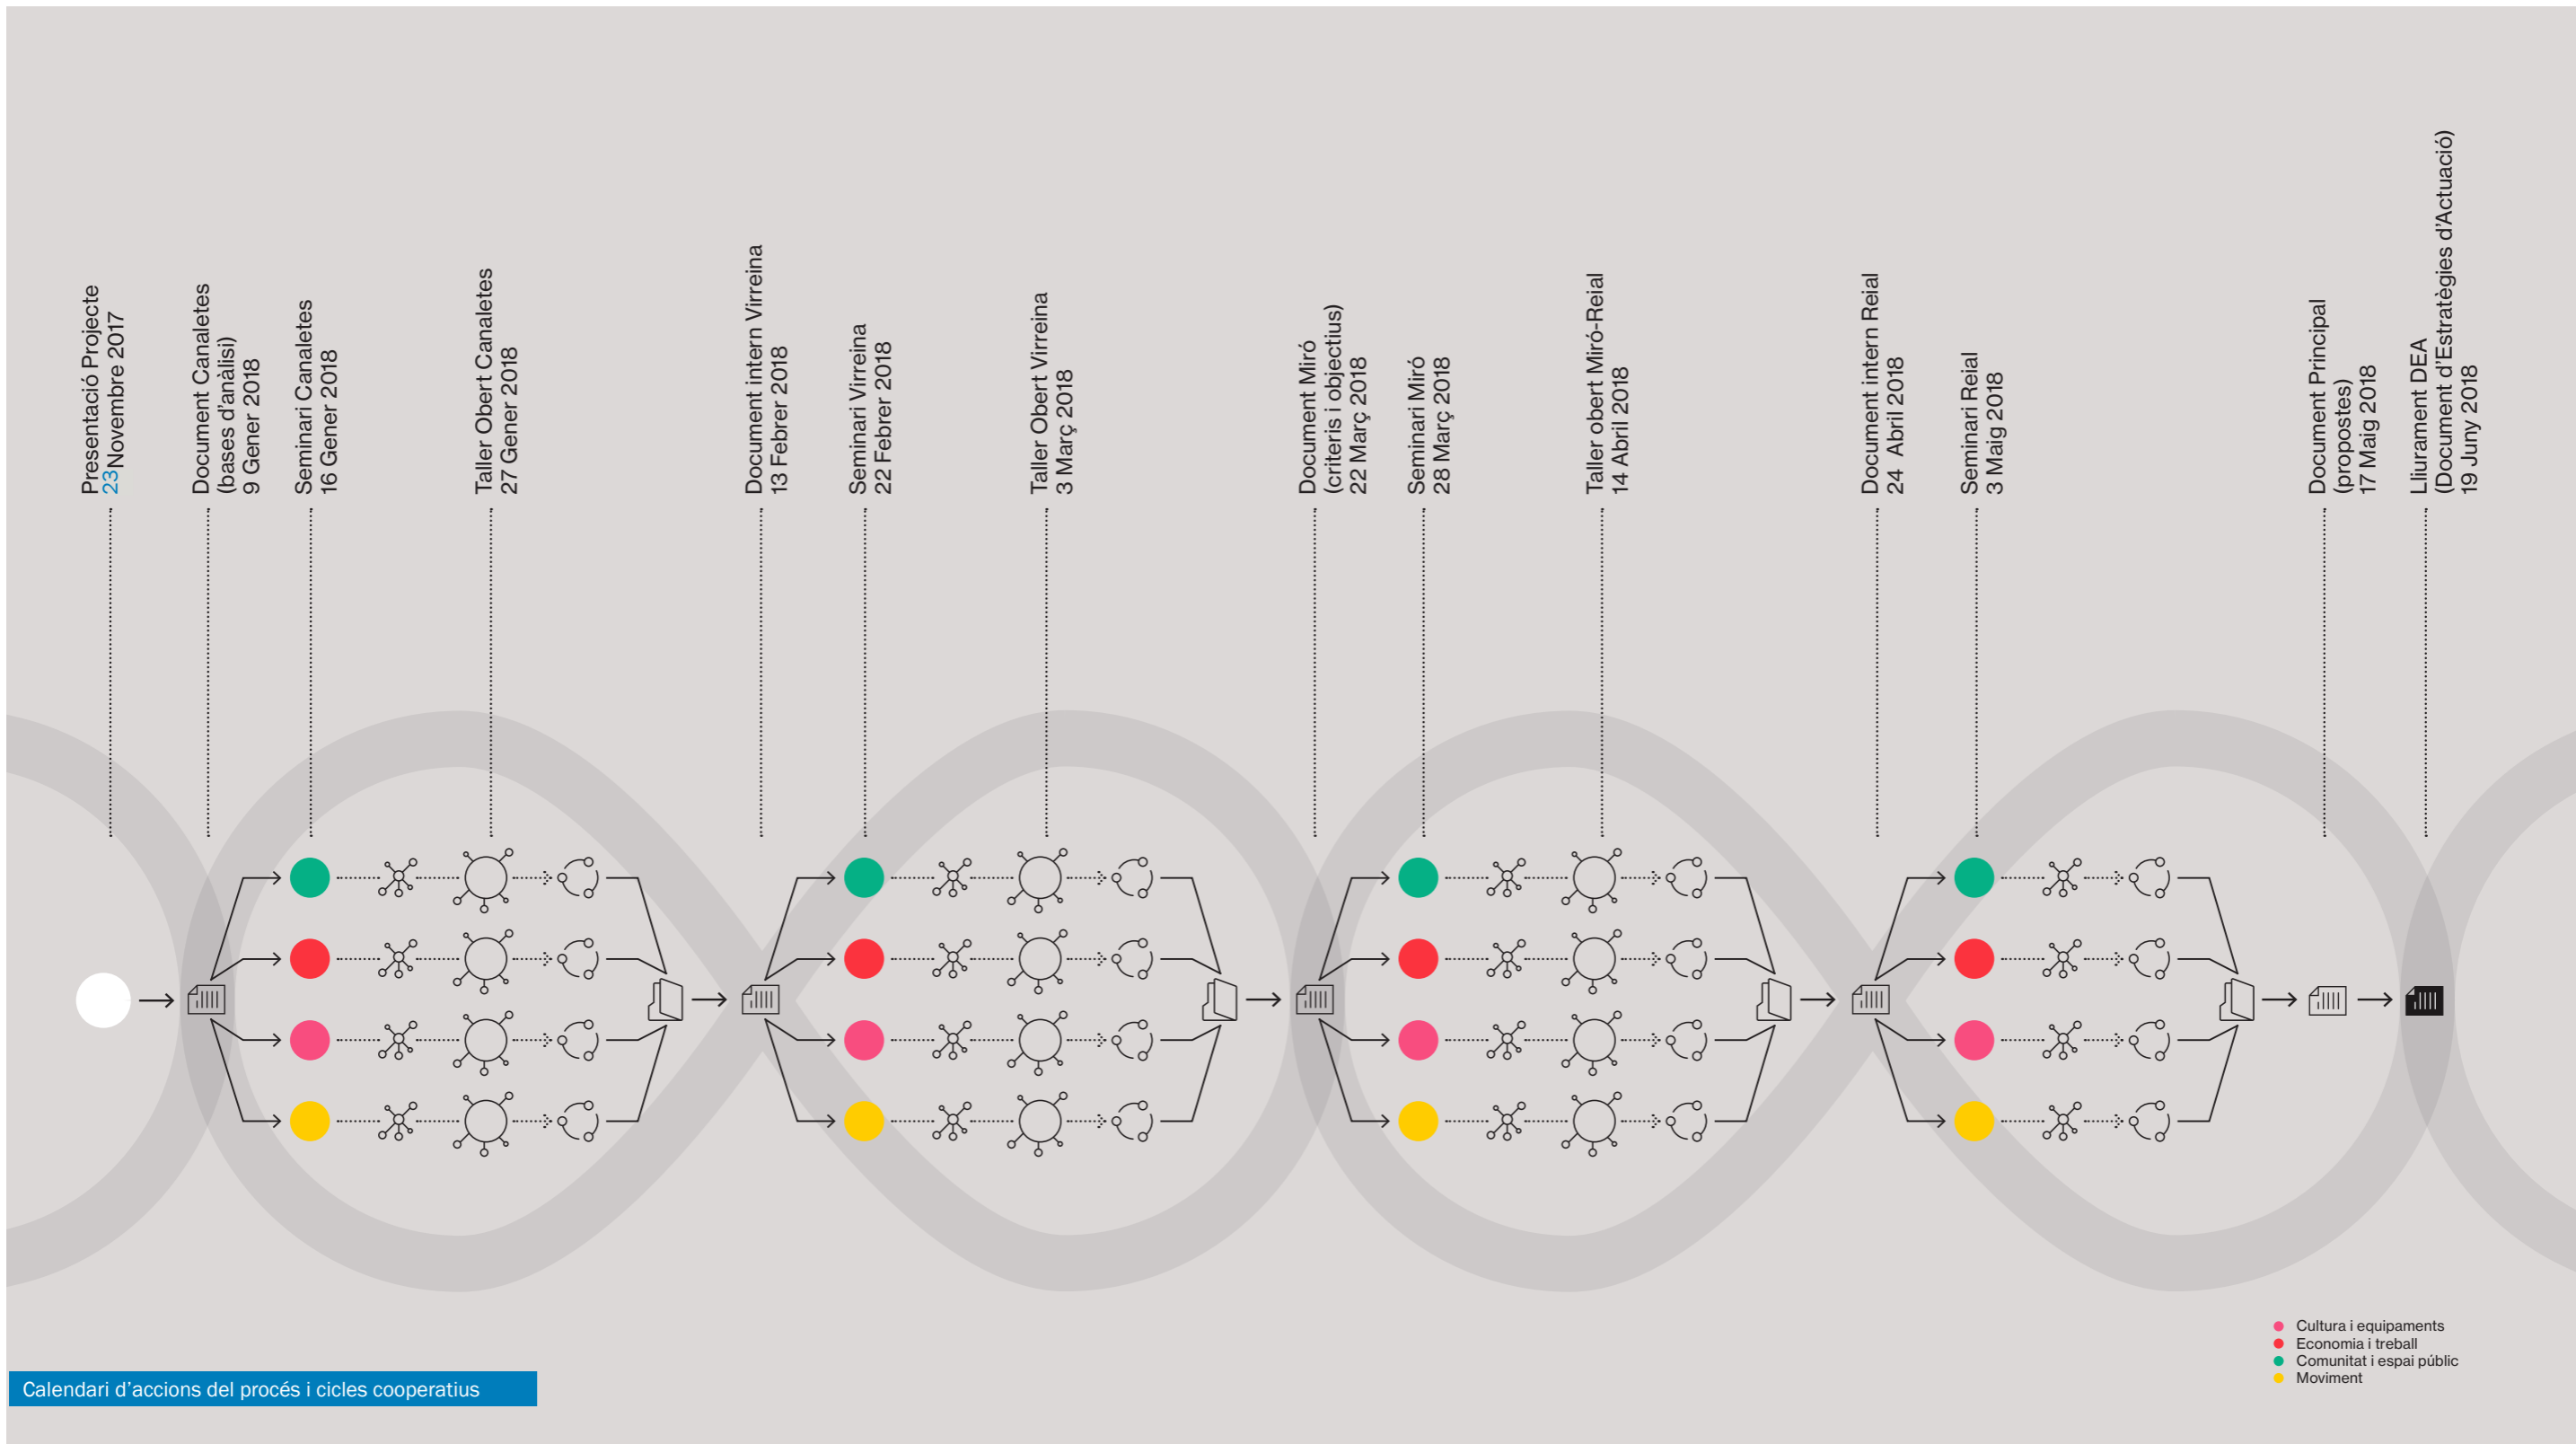 Presentació Projecte
23 Novembre 2017
Document Canaletes
(bases d'anàlisi)
9 Gener 2018
Seminari Canaletes
16 Gener 2018
Taller Obert Canaletes
27 Gener 2018
Document intern Virreina
13 Febrer 2018
Seminari Virreina
22 Febrer 2018
Taller Obert Virreina
3 Març 2018
Document Miró
(criteris i objectius)
22 Març 2018
Seminari Miró
28 Març 2018
Taller obert Miró-Reial
14 Abril 2018
Document intern Reial
24 Abril 2018
Seminari Reial
3 Maig 2018
Document Principal
(propostes)
17 Maig 2018
Lliurament DEA
(Document d'Estratègies d'Actuació)
19 Juny 2018
Cultura i equipaments
Economia i treball
Comunitat i espai públic
Moviment
Calendari d'accions del procés i cicles cooperatius